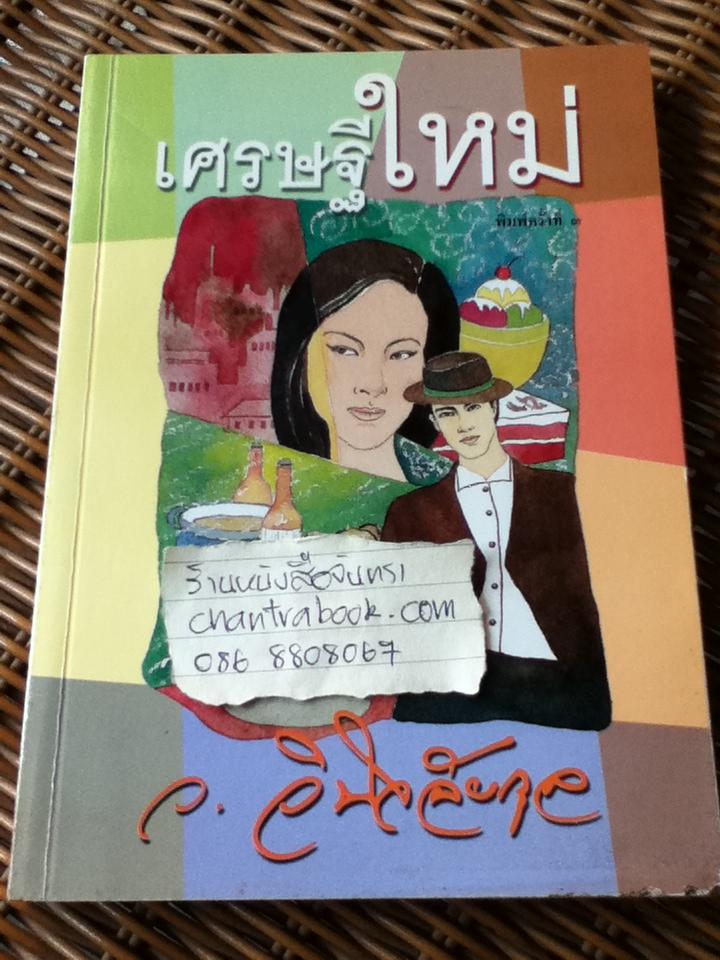 เศรษฐีใหม่
พิมพ์ครั้งที่ ๓
ร้านหนังสือจันทรา
chantrabook.com
086 8808067
ว. วินิจฉัยกุล